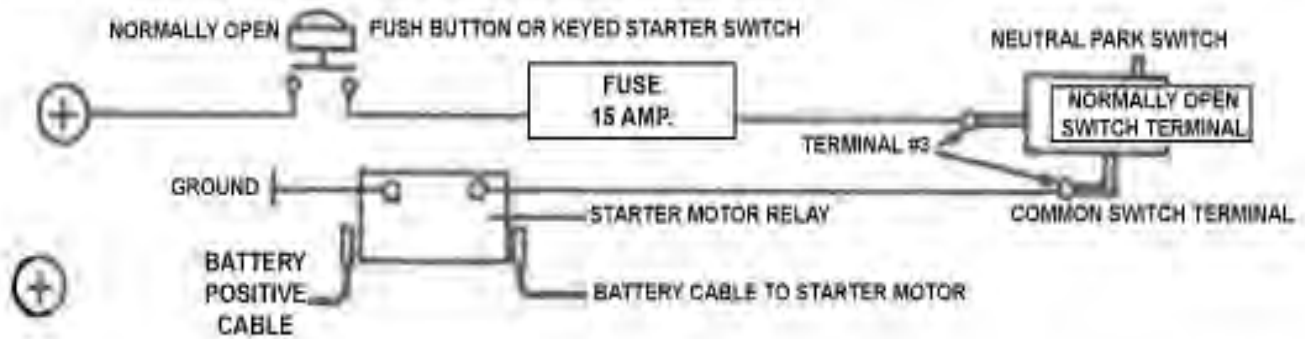 NORMALLY OPEN
FUSH BUTTON OR KEYED STARTER SWITCH
NEUTRAL PARK SWITCH
FUSE
15 AMP.
NORMALLY OPEN
SWITCH TERMINAL
TERMINAL #3
GROUND
STARTER MOTOR RELAY
COMMON SWITCH TERMINAL
BATTERY
POSITIVE
CABLE
BATTERY CABLE TO STARTER MOTOR